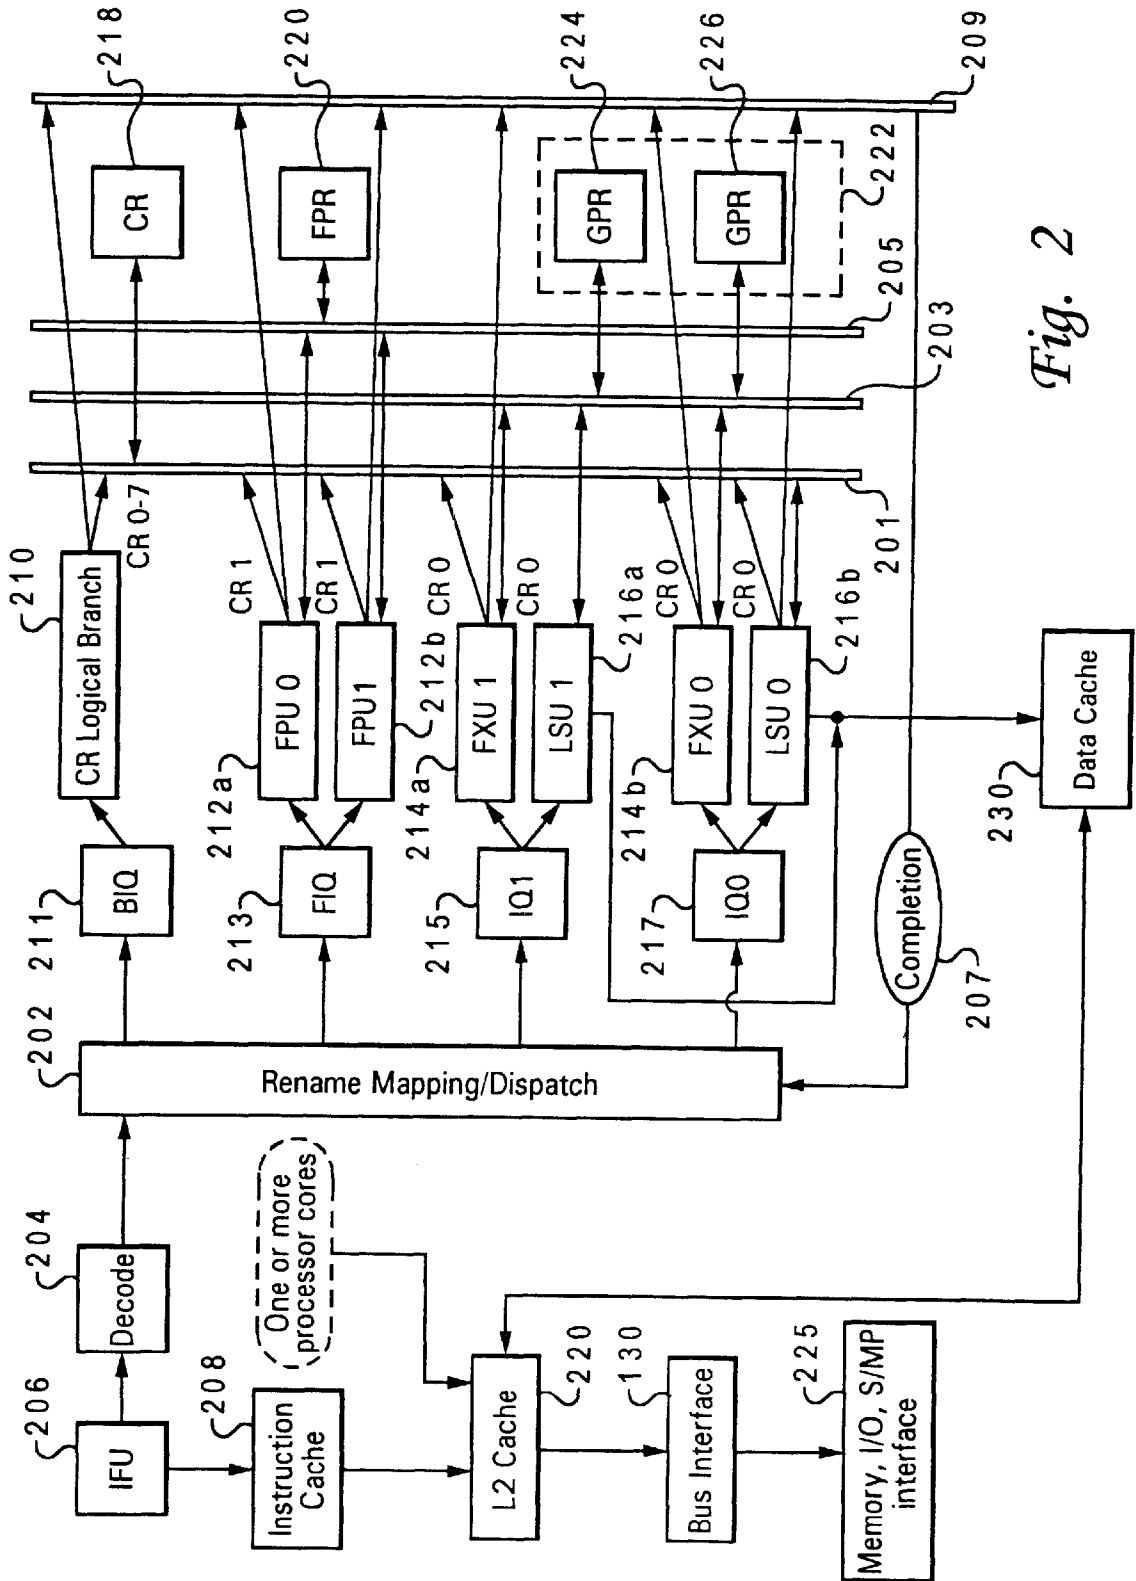 206
IFU
204
Decode
208
Instruction
Cache
One or more
processor cores
L2 Cache
220
Bus Interface
130
Memory, I/O, S/MP
interface
225
202
Rename Mapping/Dispatch
211
BIQ
213
FIQ
215
IQ1
217
IQ0
Completion
207
210
CR Logical Branch
CR 0-7
212a
FPU 0
CR 1
FPU 1
212b
CR 1
214a
FXU 1
CR 0
LSU 1
216a
CR 0
214b
FXU 0
CR 0
LSU 0
216b
CR 0
230
Data Cache
201
203
205
209
CR
218
FPR
220
GPR
224
GPR
226
222
Fig. 2